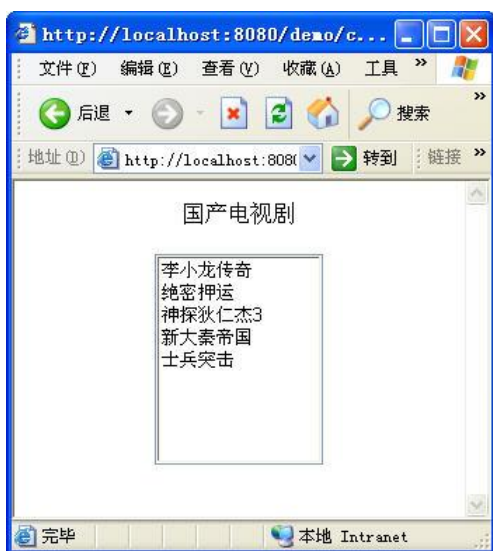 http://localhost:8080/demo/c...
文件(F) 编辑(E) 查看(V) 收藏(A) 工具 »
后退 搜索 »
地址(D) http://localhost:808( 转到 链接 »
国产电视剧
李小龙传奇
绝密押运
神探狄仁杰3
新大秦帝国
士兵突击
完毕 本地 Intranet